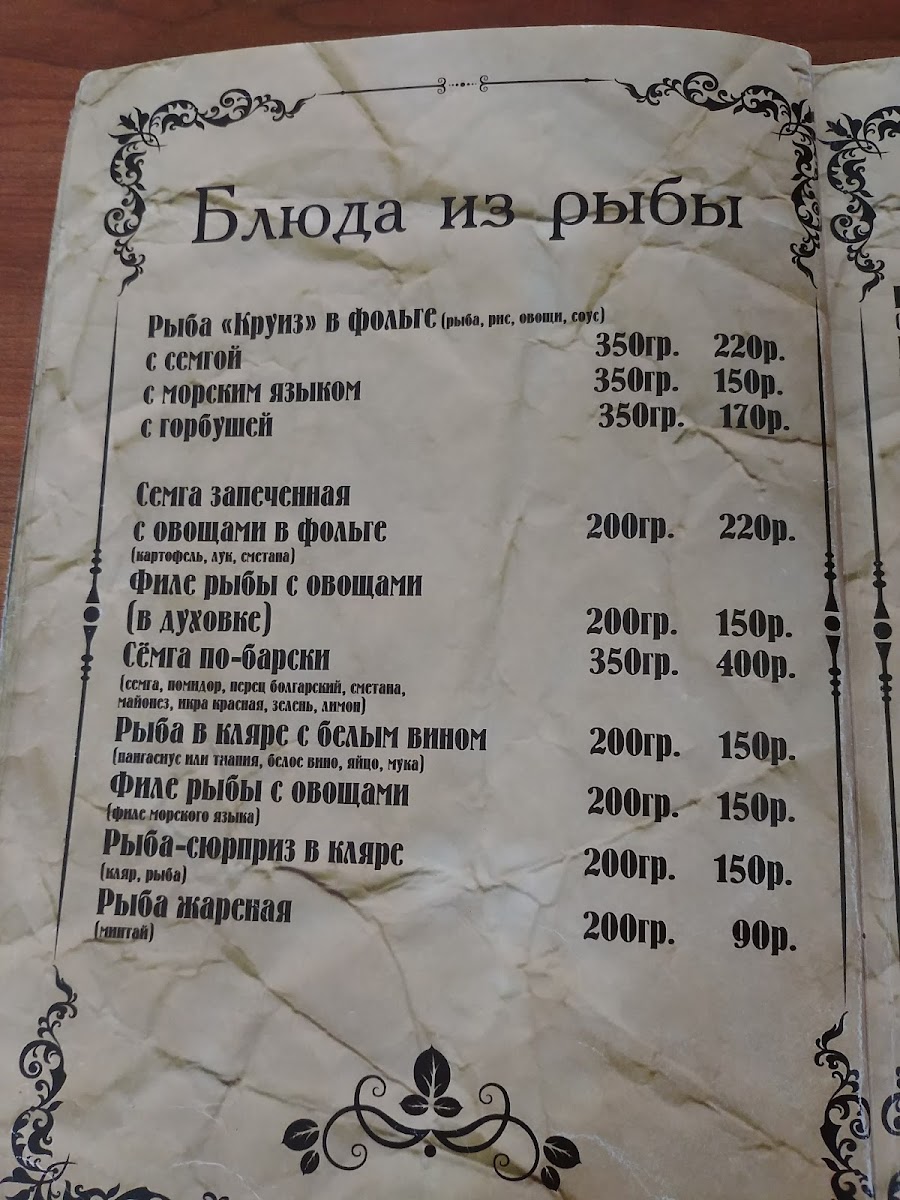 Блюда из рыбы
Рыба «Круиз» в фольге (рыба, рис, овощи, соус)
с семгой 350гр. 220р.
с морским языком 350гр. 150р.
с горбушей 350гр. 170р.
Семга запеченная
с овощами в фольге 200гр. 220р.
(картофель, лук, сметана)
Филе рыбы с овощами
(в духовке) 200гр. 150р.
Сёмга по-барски 350гр. 400р.
(семга, помидор, перец болгарский, сметана,
майонез, икра красная, зелень, лимон)
Рыба в кляре с белым вином 200гр. 150р.
(пангасиус или тилапия, белое вино, яйцо, мука)
Филе рыбы с овощами 200гр. 150р.
(филе морского языка)
Рыба-сюрприз в кляре 200гр. 150р.
(кляр, рыба)
Рыба жареная 200гр. 90р.
(минтай)